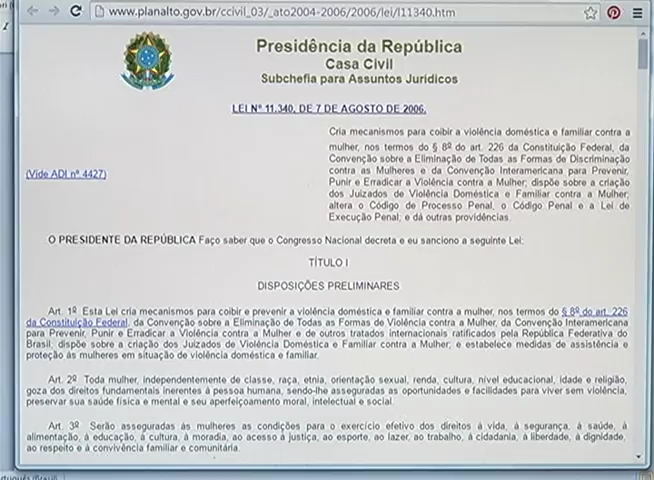 www.planalto.gov.br/ccivil_03/_ato2004-2006/2006/lei/l11340.htm
Presidência da República
Casa Civil
Subchefia para Assuntos Jurídicos
LEI Nº 11.340, DE 7 DE AGOSTO DE 2006.
Cria mecanismos para coibir a violência doméstica e familiar contra a
mulher, nos termos do § 8º do art. 226 da Constituição Federal, da
Convenção sobre a Eliminação de Todas as Formas de Discriminação
contra as Mulheres e da Convenção Interamericana para Prevenir,
Punir e Erradicar a Violência contra a Mulher; dispõe sobre a criação
dos Juizados de Violência Doméstica e Familiar contra a Mulher;
altera o Código de Processo Penal, o Código Penal e a Lei de
Execução Penal; e dá outras providências.
(Vide ADI nº 4427)
O PRESIDENTE DA REPÚBLICA Faço saber que o Congresso Nacional decreta e eu sanciono a seguinte Lei:
TÍTULO I
DISPOSIÇÕES PRELIMINARES
Art. 1º Esta Lei cria mecanismos para coibir e prevenir a violência doméstica e familiar contra a mulher, nos termos do § 8º do art. 226
da Constituição Federal, da Convenção sobre a Eliminação de Todas as Formas de Violência contra a Mulher, da Convenção Interamericana
para Prevenir, Punir e Erradicar a Violência contra a Mulher e de outros tratados internacionais ratificados pela República Federativa do
Brasil; dispõe sobre a criação dos Juizados de Violência Doméstica e Familiar contra a Mulher; e estabelece medidas de assistência e
proteção às mulheres em situação de violência doméstica e familiar.
Art. 2º Toda mulher, independentemente de classe, raça, etnia, orientação sexual, renda, cultura, nível educacional, idade e religião,
goza dos direitos fundamentais inerentes à pessoa humana, sendo-lhe asseguradas as oportunidades e facilidades para viver sem violência,
preservar sua saúde física e mental e seu aperfeiçoamento moral, intelectual e social.
Art. 3º Serão asseguradas às mulheres as condições para o exercício efetivo dos direitos à vida, à segurança, à saúde, à
alimentação, à educação, à cultura, à moradia, ao acesso à justiça, ao esporte, ao lazer, ao trabalho, à cidadania, à liberdade, à dignidade,
ao respeito e à convivência familiar e comunitária.